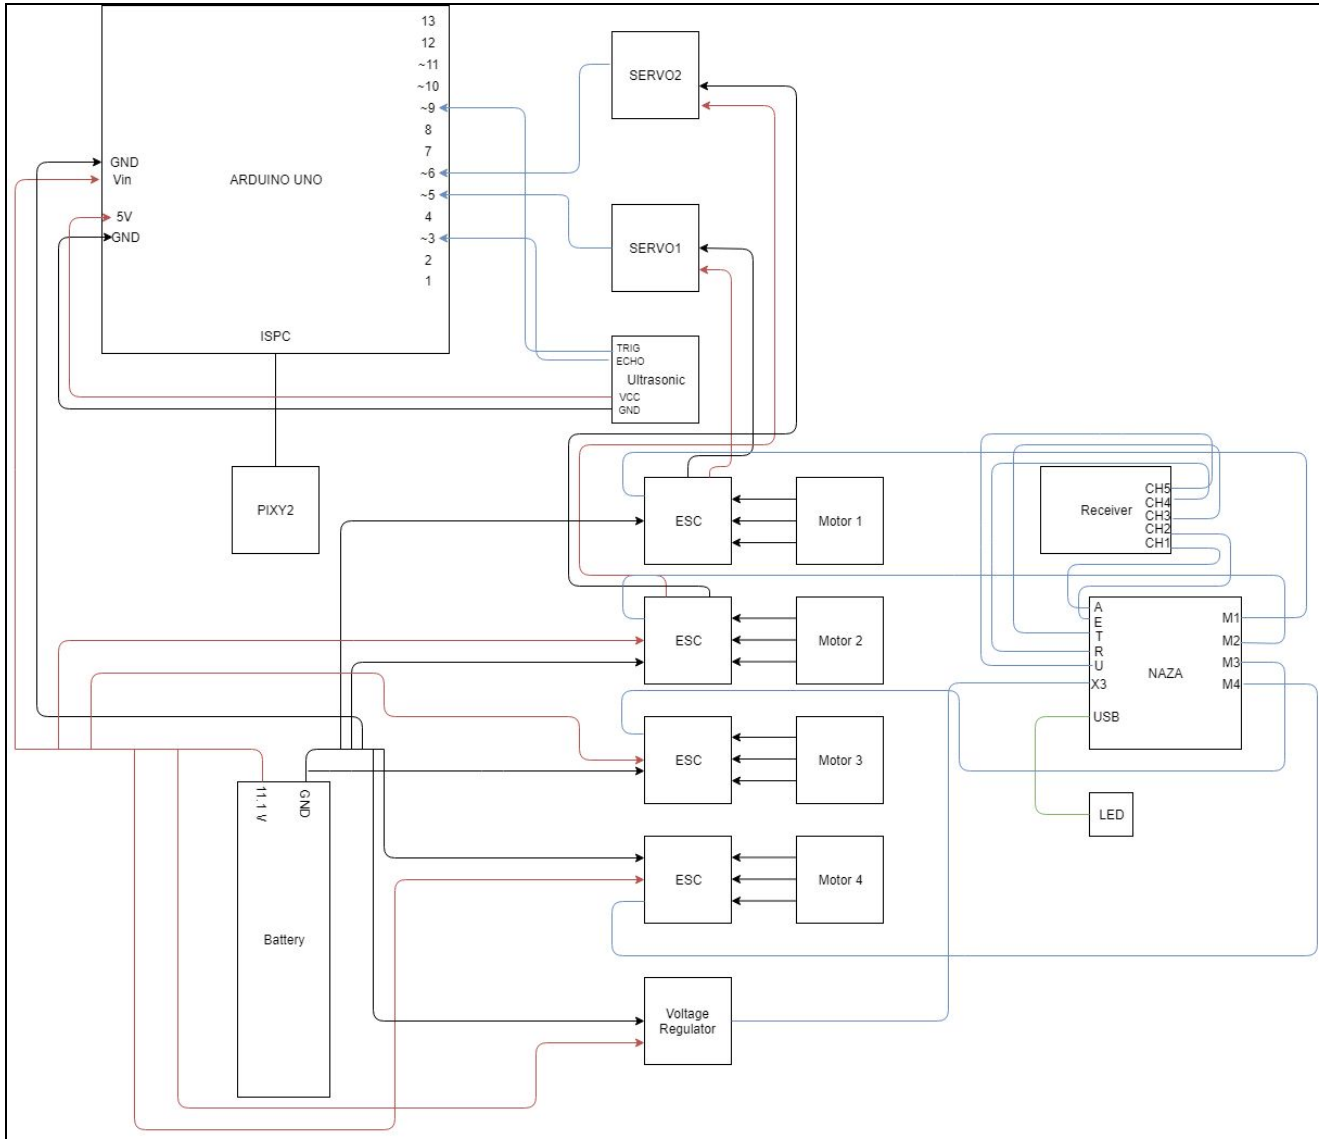 13
12
~11
~10
~9
8
7
~6
~5
4
~3
2
1
GND
Vin
5V
GND
ARDUINO UNO
ISPC
SERVO2
SERVO1
TRIG
ECHO
Ultrasonic
VCC
GND
PIXY2
ESC
Motor 1
ESC
Motor 2
ESC
Motor 3
ESC
Motor 4
Receiver
CH5
CH4
CH3
CH2
CH1
A
E
T
R
U
X3
USB
NAZA
M1
M2
M3
M4
LED
11.1 V
GND
Battery
Voltage
Regulator